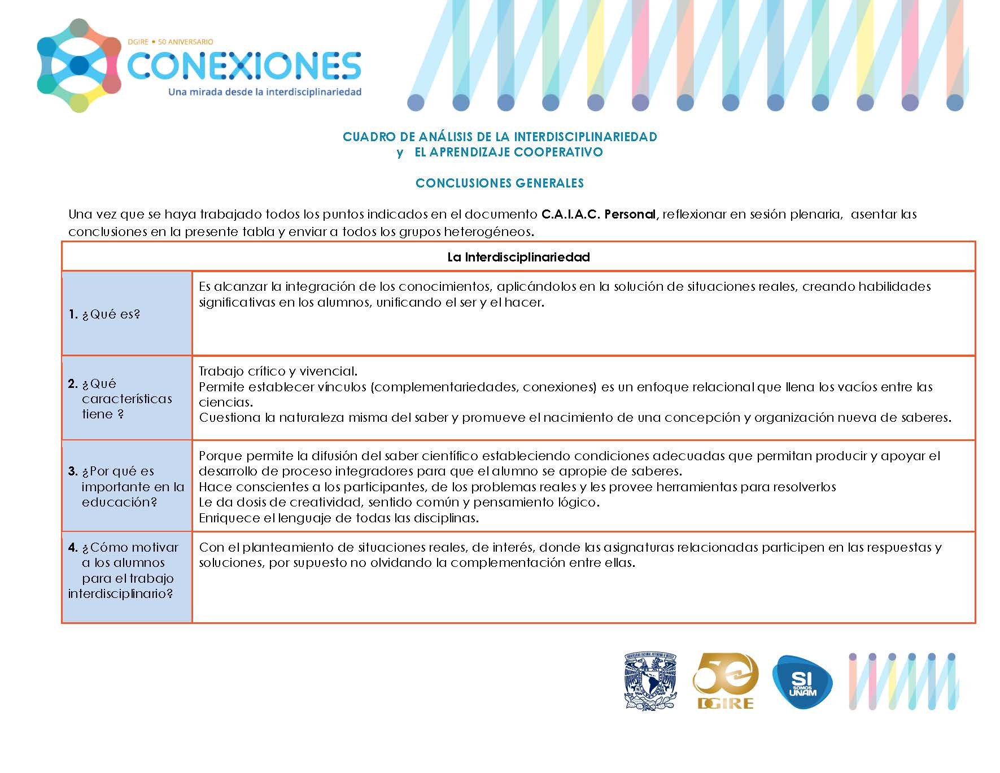 DGIRE • 50 ANIVERSARIO
CONEXIONES
Una mirada desde la interdisciplinariedad
CUADRO DE ANÁLISIS DE LA INTERDISCIPLINARIEDAD
y EL APRENDIZAJE COOPERATIVO
CONCLUSIONES GENERALES
Una vez que se haya trabajado todos los puntos indicados en el documento C.A.I.A.C. Personal, reflexionar en sesión plenaria, asentar las
conclusiones en la presente tabla y enviar a todos los grupos heterogéneos.
La Interdisciplinariedad
1. ¿Qué es?
Es alcanzar la integración de los conocimientos, aplicándolos en la solución de situaciones reales, creando habilidades
significativas en los alumnos, unificando el ser y el hacer.
2. ¿Qué
características
tiene ?
Trabajo crítico y vivencial.
Permite establecer vínculos (complementariedades, conexiones) es un enfoque relacional que llena los vacíos entre las
ciencias.
Cuestiona la naturaleza misma del saber y promueve el nacimiento de una concepción y organización nueva de saberes.
3. ¿Por qué es
importante en la
educación?
Porque permite la difusión del saber científico estableciendo condiciones adecuadas que permitan producir y apoyar el
desarrollo de proceso integradores para que el alumno se apropie de saberes.
Hace conscientes a los participantes, de los problemas reales y les provee herramientas para resolverlos
Le da dosis de creatividad, sentido común y pensamiento lógico.
Enriquece el lenguaje de todas las disciplinas.
4. ¿Cómo motivar
a los alumnos
para el trabajo
interdisciplinario?
Con el planteamiento de situaciones reales, de interés, donde las asignaturas relacionadas participen en las respuestas y
soluciones, por supuesto no olvidando la complementación entre ellas.
50
DGIRE
SI
SOMOS
UNAM